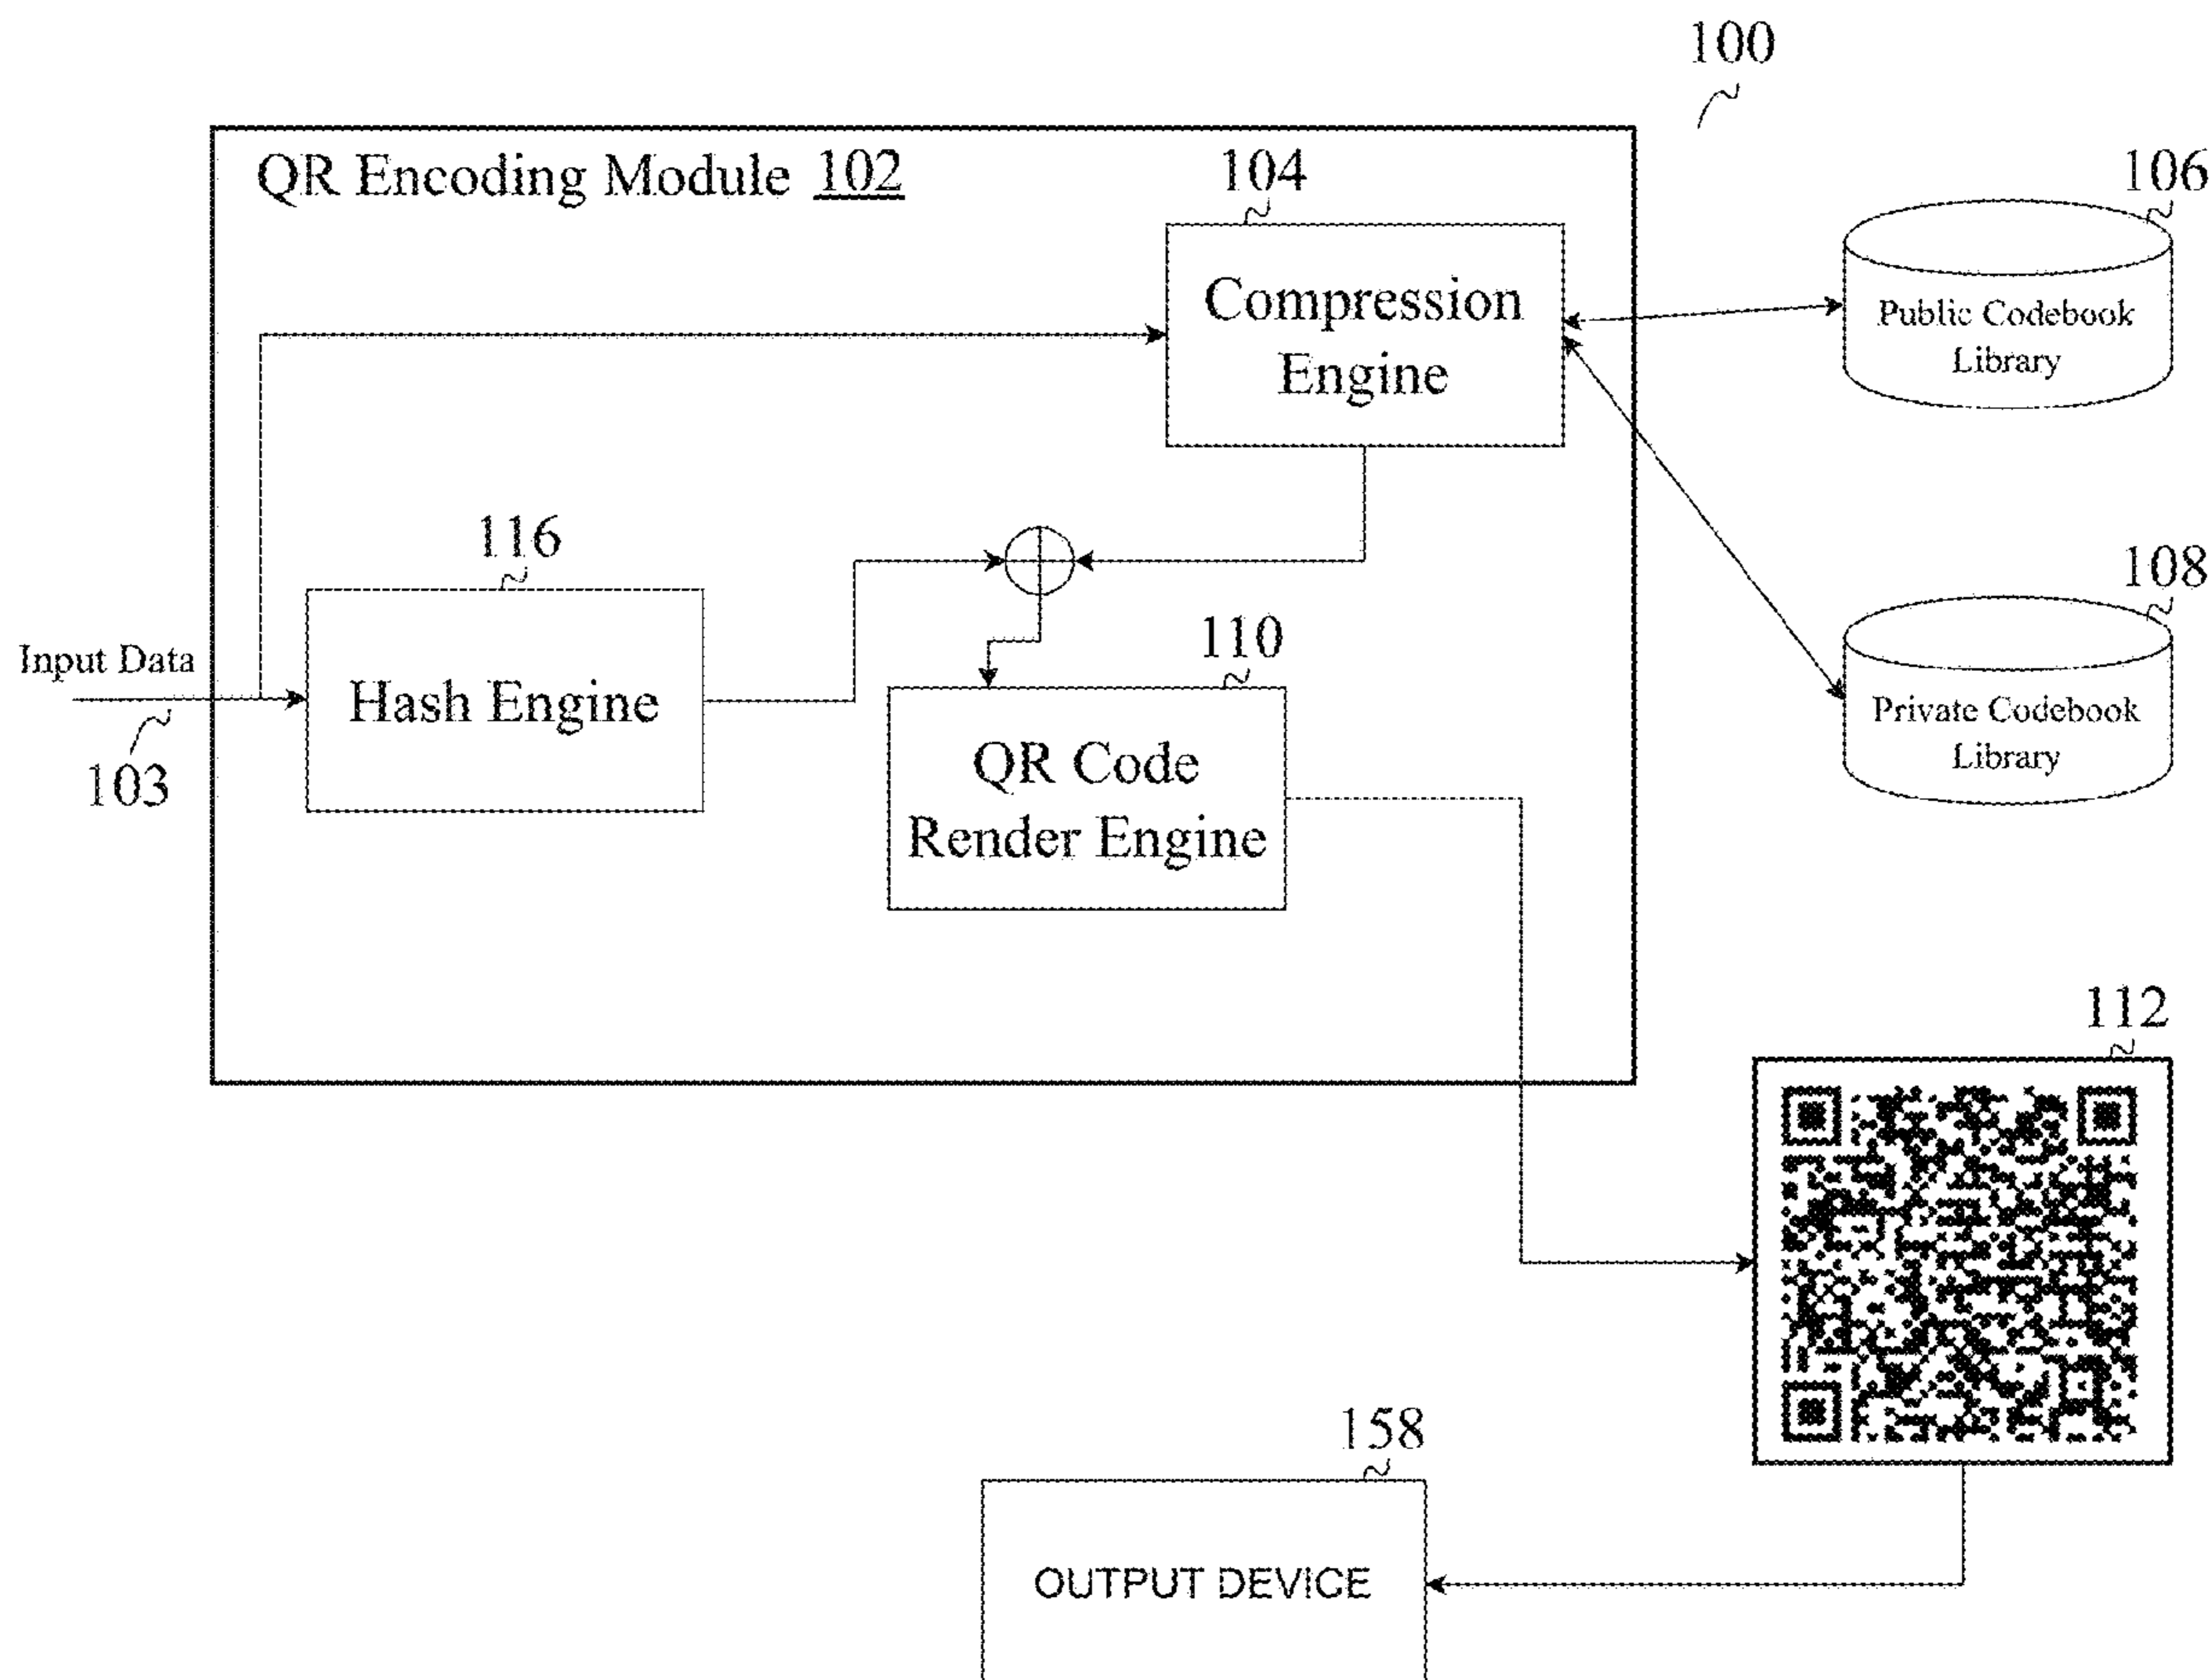 100
QR Encoding Module 102
104
106
Compression
Engine
Public Codebook
Library
116
108
Input Data
110
Hash Engine
Private Codebook
Library
103
QR Code
Render Engine
112
158
OUTPUT DEVICE